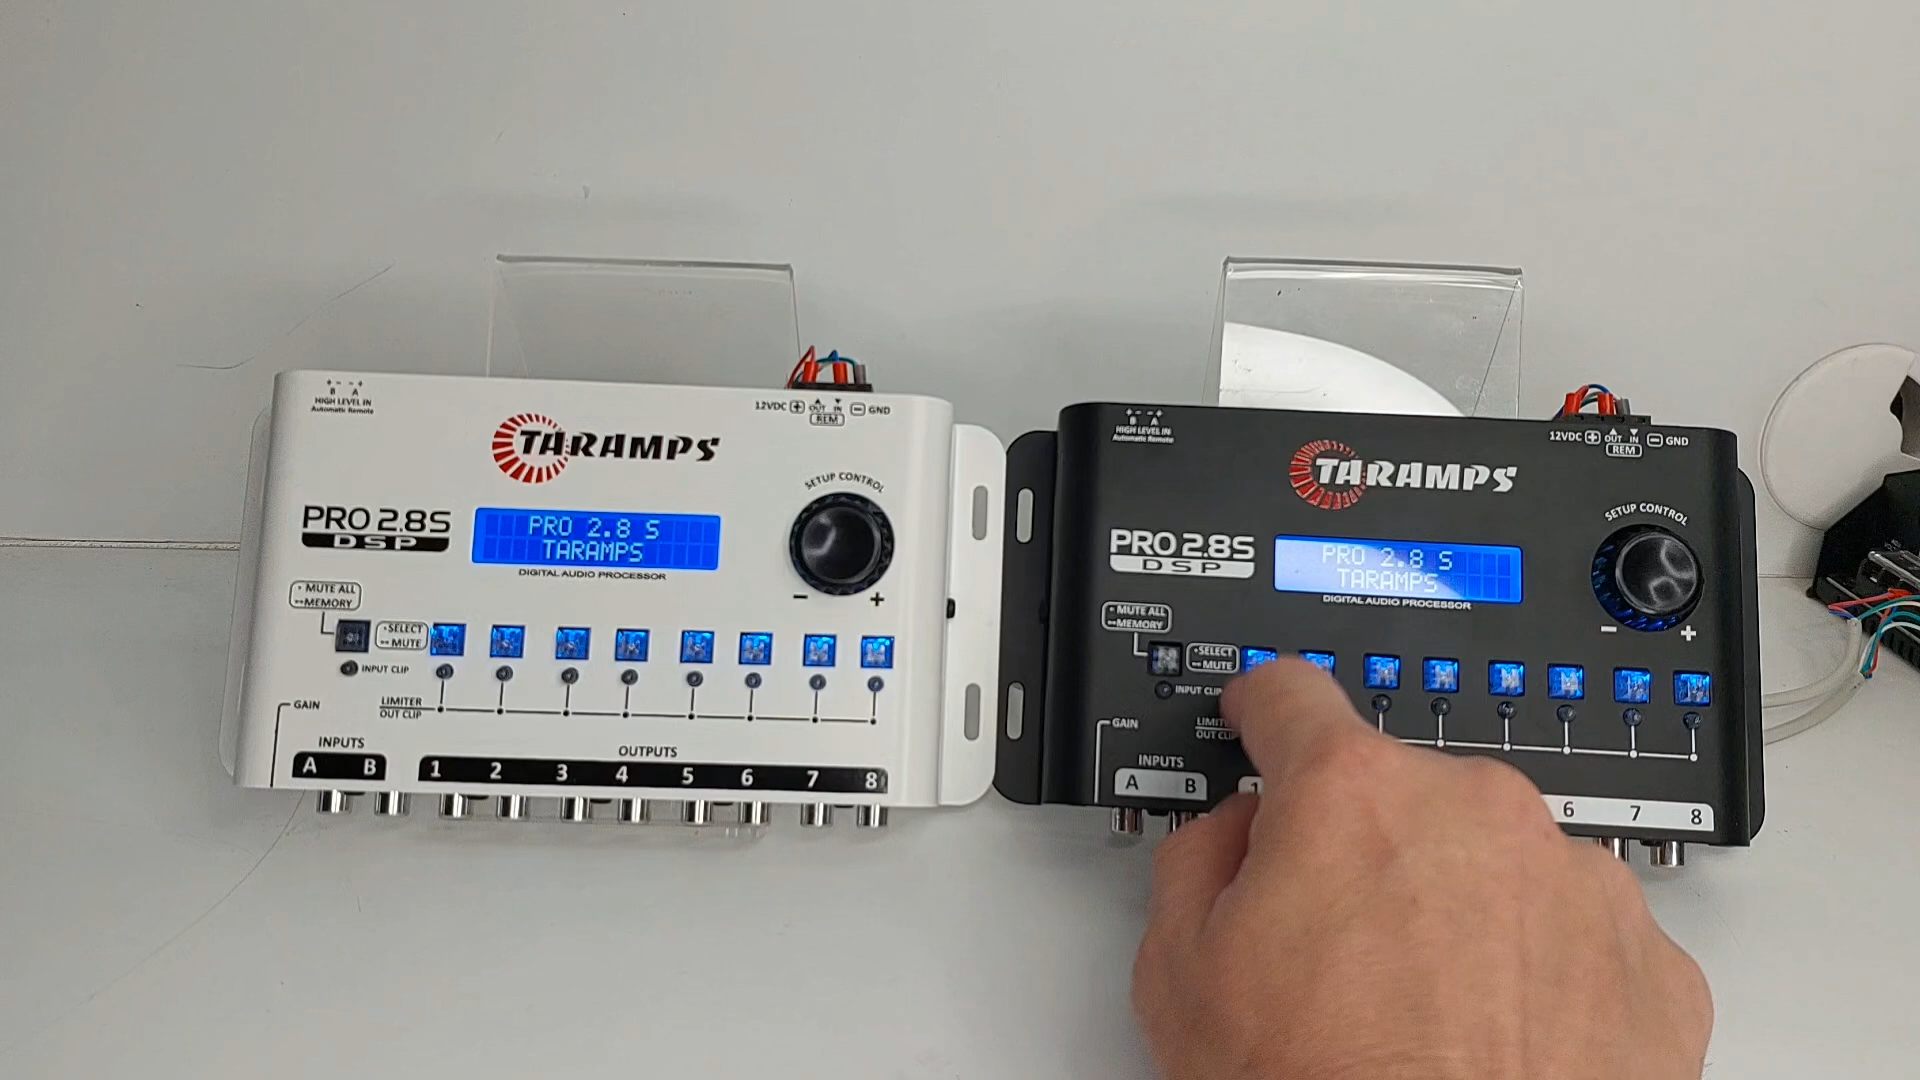 + - - +
B A
HIGH LEVEL IN
Automatic Remote
12VDC + OUT IN - GND
REM
TARAMPS
SETUP CONTROL
PRO 2.8S
DSP
PRO 2.8 S
TARAMPS
DIGITAL AUDIO PROCESSOR
- +
• MUTE ALL
•• MEMORY
• SELECT
•• MUTE
INPUT CLIP
GAIN
LIMITER
OUT CLIP
INPUTS
A B
OUTPUTS
1 2 3 4 5 6 7 8
+ - - +
B A
HIGH LEVEL IN
Automatic Remote
12VDC + OUT IN - GND
REM
TARAMPS
SETUP CONTROL
PRO 2.8S
DSP
PRO 2.8 S
TARAMPS
DIGITAL AUDIO PROCESSOR
- +
• MUTE ALL
•• MEMORY
• SELECT
•• MUTE
INPUT
GAIN
INPUTS
A B
1 6 7 8